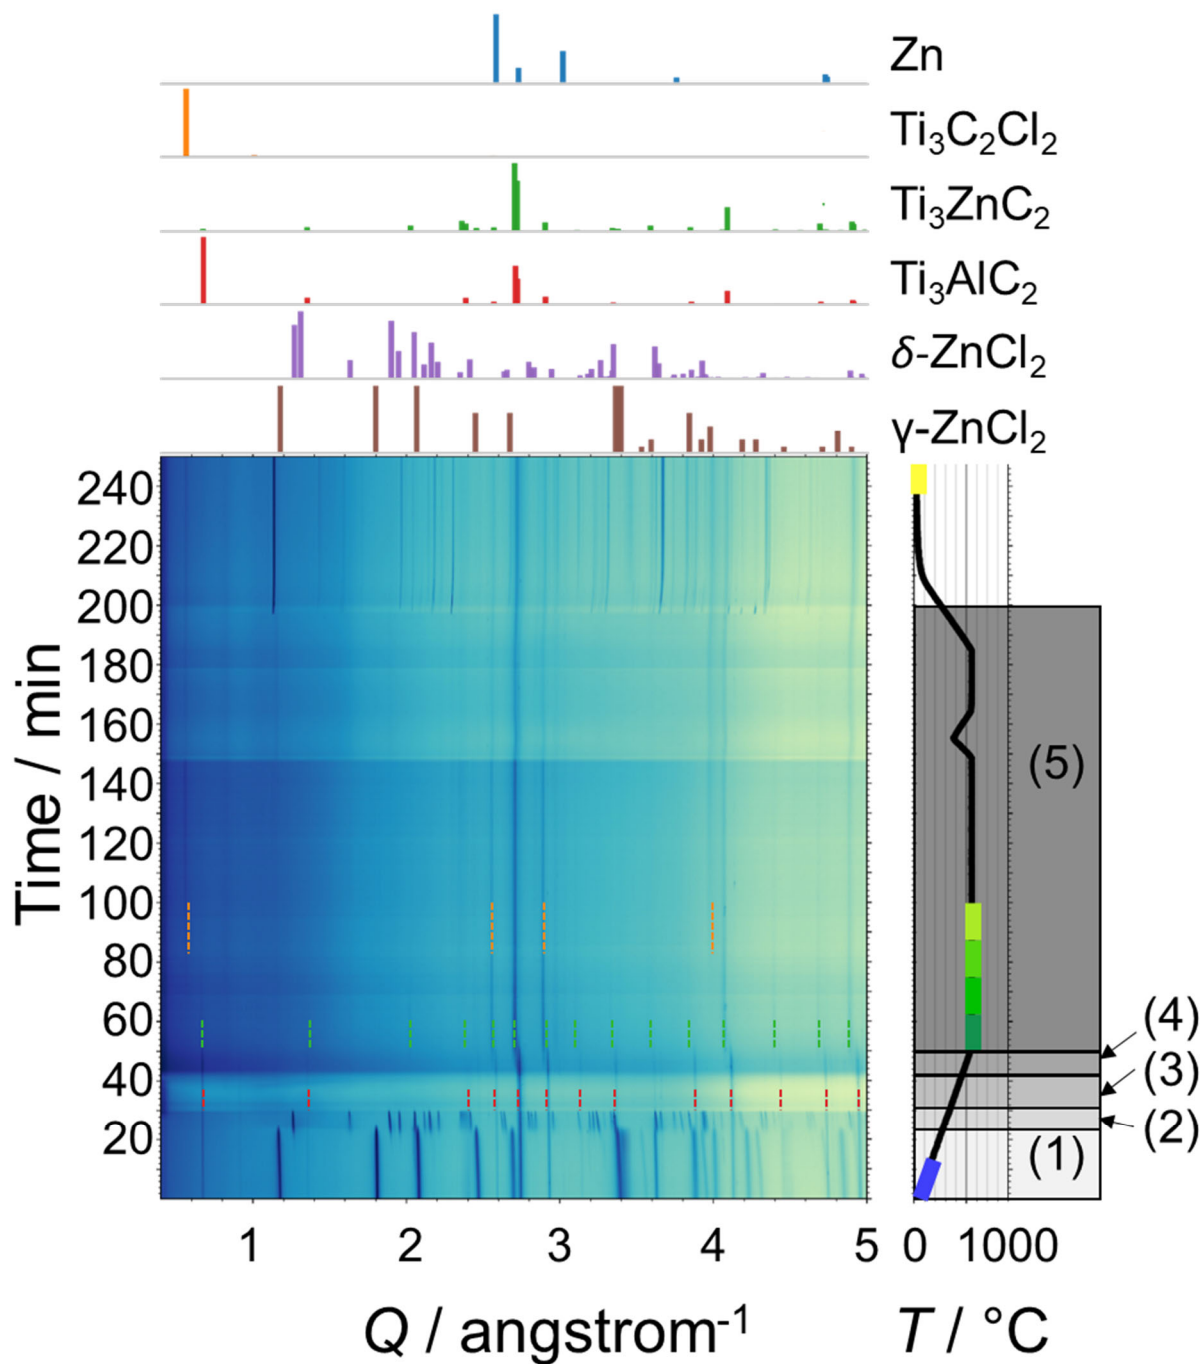 Zn
Ti₃C₂Cl₂
Ti₃ZnC₂
Ti₃AlC₂
δ-ZnCl₂
γ-ZnCl₂
240
220
200
180
160
140
120
100
80
60
40
20
Time / min
(5)
(4)
(3)
(2)
(1)
1 2 3 4 5 0 1000
Q / angstrom⁻¹ T / °C